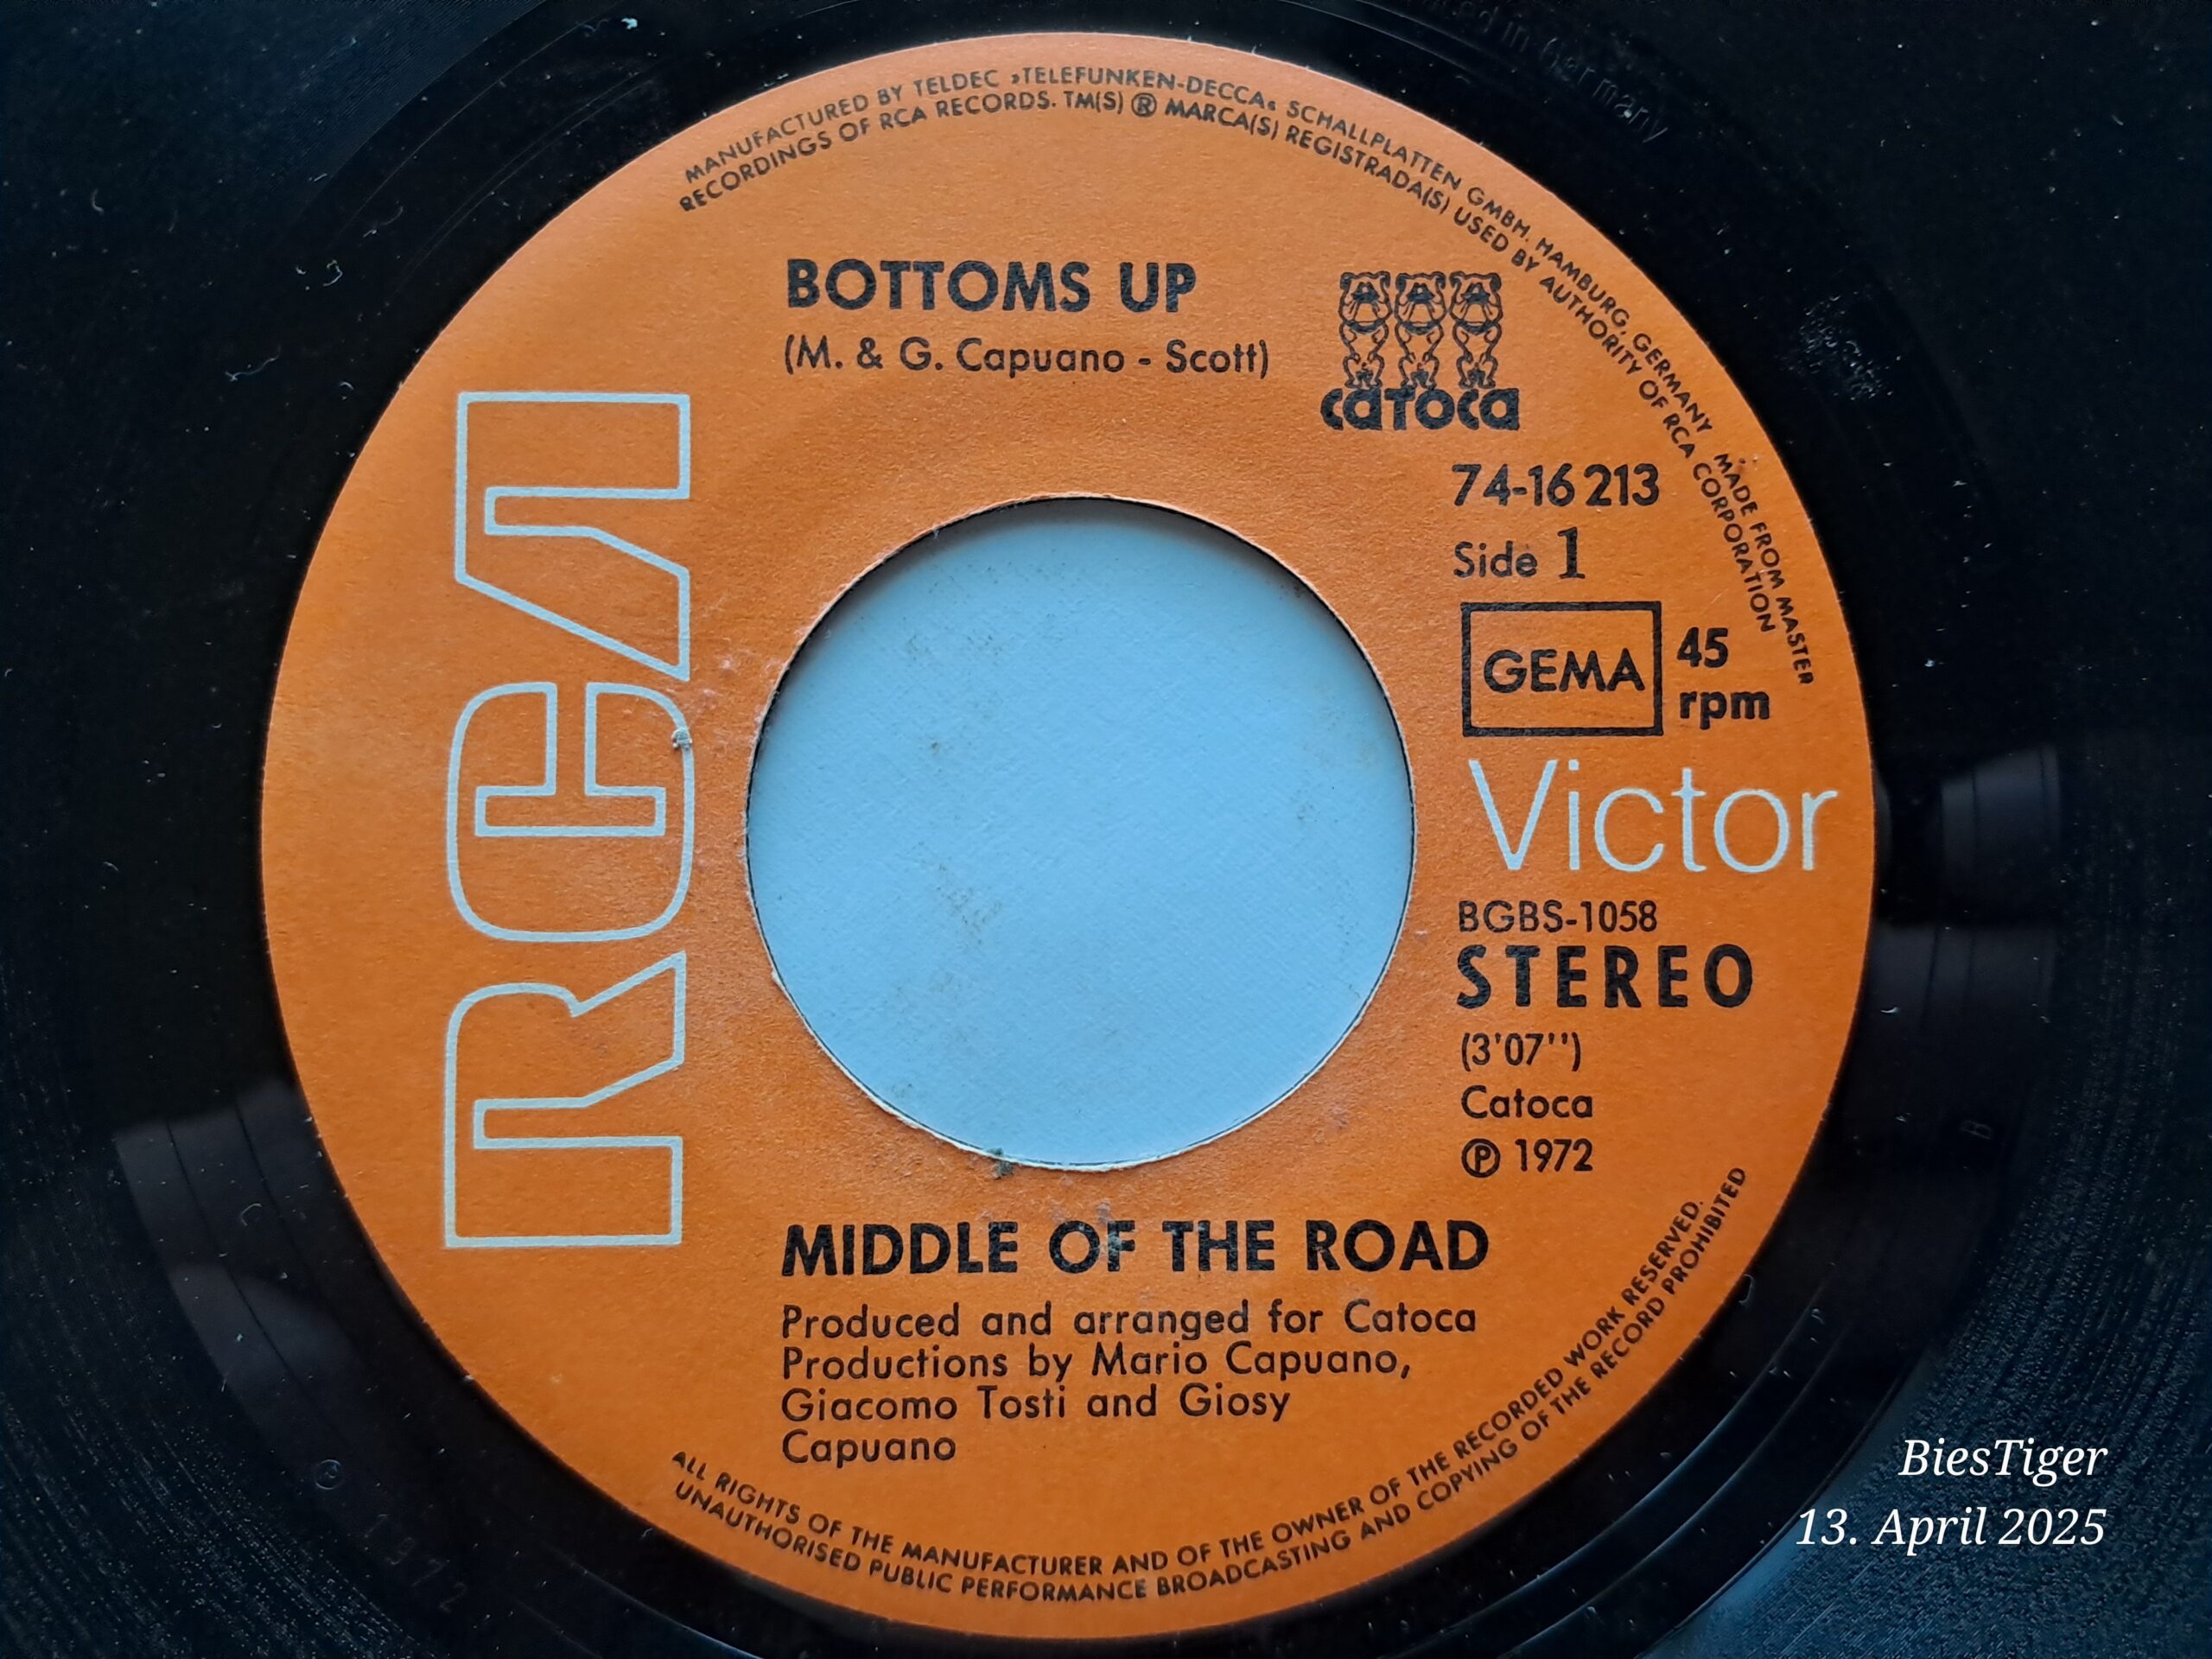 MANUFACTURED BY TELDEC »TELEFUNKEN-DECCA« SCHALLPLATTEN GMBH. HAMBURG, GERMANY MADE FROM MASTER
RECORDINGS OF RCA RECORDS. TM(S) ® MARCA(S) REGISTRADA(S) USED BY AUTHORITY OF RCA CORPORATION
BOTTOMS UP
(M. & G. Capuano - Scott)
catoca
74-16 213
Side 1
GEMA
45
rpm
RCA
Victor
BGBS-1058
STEREO
(3'07'')
Catoca
℗ 1972
MIDDLE OF THE ROAD
Produced and arranged for Catoca
Productions by Mario Capuano,
Giacomo Tosti and Giosy
Capuano
ALL RIGHTS OF THE MANUFACTURER AND OF THE OWNER OF THE RECORDED WORK RESERVED.
UNAUTHORISED PUBLIC PERFORMANCE BROADCASTING AND COPYING OF THE RECORD PROHIBITED
in Germany
1972
B
BiesTiger
13. April 2025